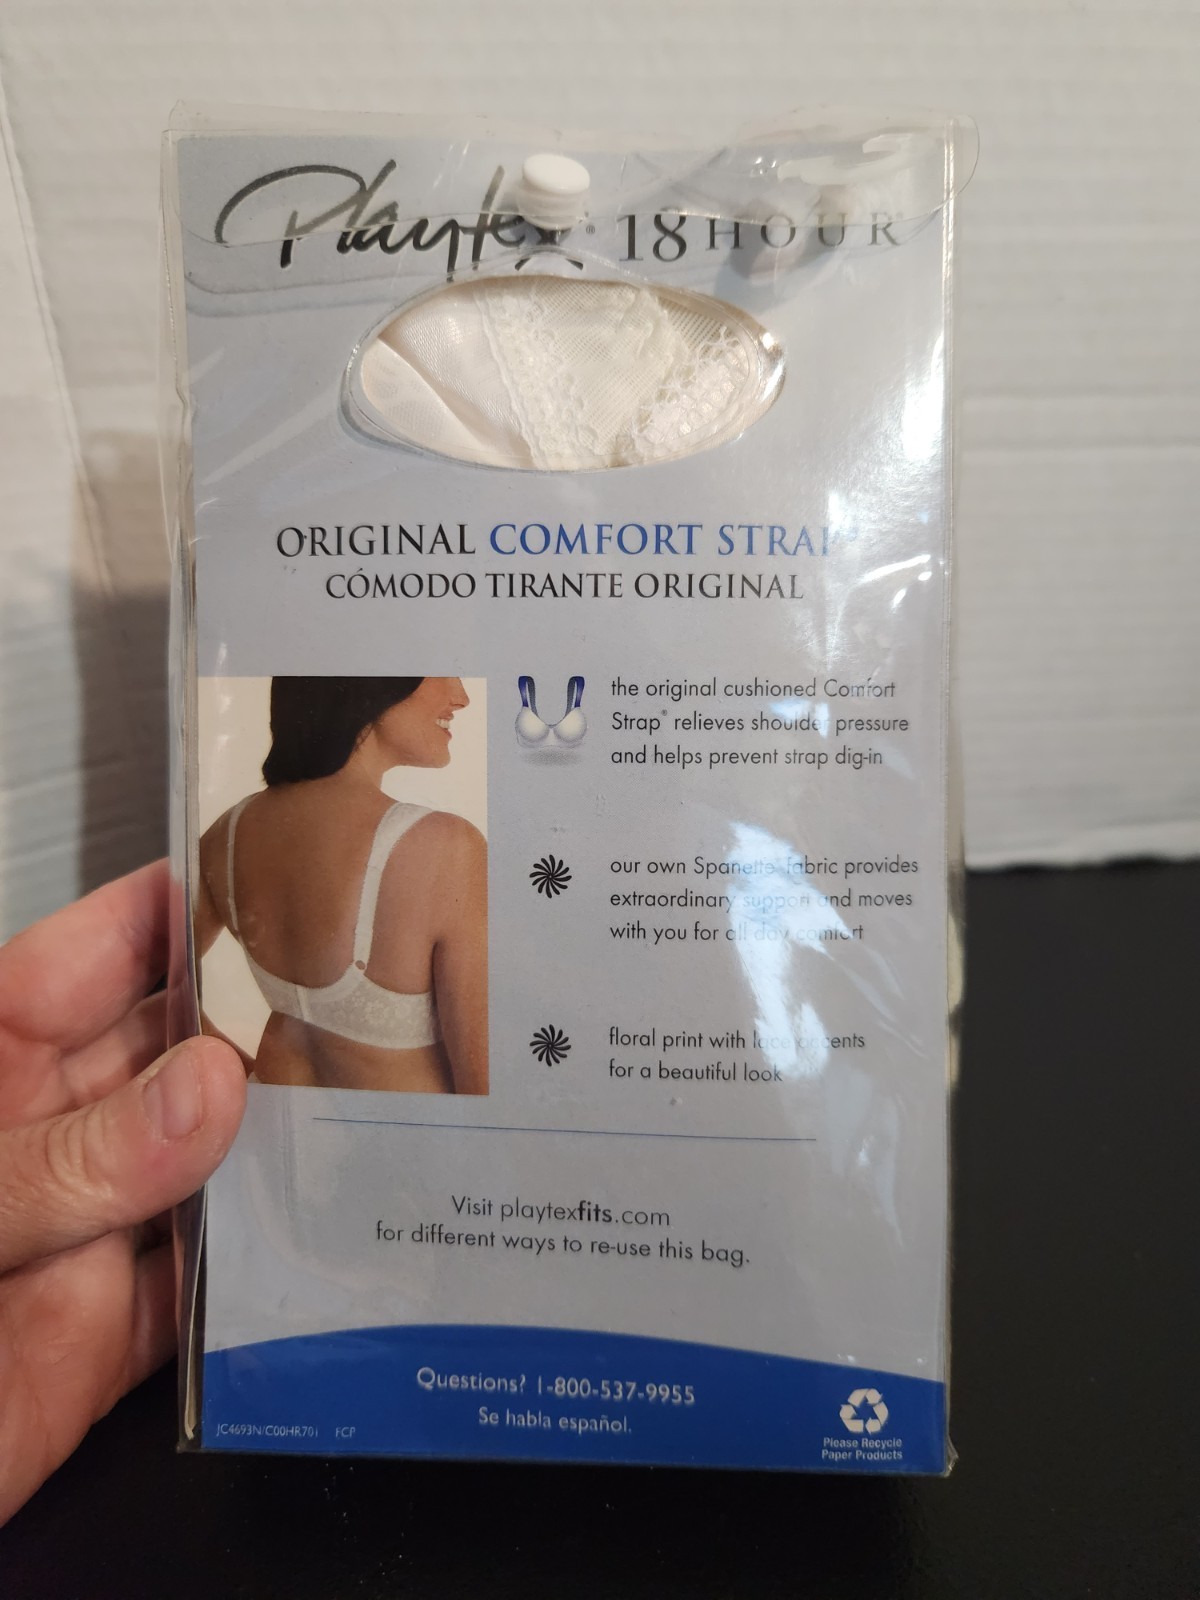 Playtex® 18 HOUR®
ORIGINAL COMFORT STRAP®
CÓMODO TIRANTE ORIGINAL
the original cushioned Comfort
Strap® relieves shoulder pressure
and helps prevent strap dig-in
our own Spanette® fabric provides
extraordinary support and moves
with you for all day comfort
floral print with lace accents
for a beautiful look
Visit playtexfits.com
for different ways to re-use this bag.
Questions? 1-800-537-9955
Se habla español.
JC4693N/C00HR701 FCP
Please Recycle
Paper Products